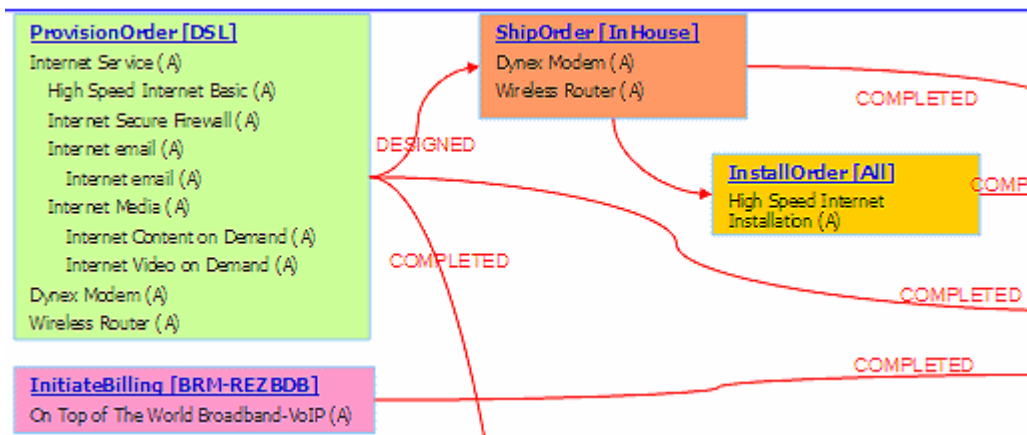 ProvisionOrder [DSL]
Internet Service (A)
High Speed Internet Basic (A)
Internet Secure Firewall (A)
Internet email (A)
Internet email (A)
Internet Media (A)
Internet Content on Demand (A)
Internet Video on Demand (A)
Dynex Modem (A)
Wireless Router (A)
ShipOrder [InHouse]
Dynex Modem (A)
Wireless Router (A)
COMPLETED
DESIGNED
InstallOrder [All]
High Speed Internet
Installation (A)
COMPLETED
COMPLETED
InitiateBilling [BRM-REZBDB]
On Top of The World Broadband-VoIP (A)
COMPLETED